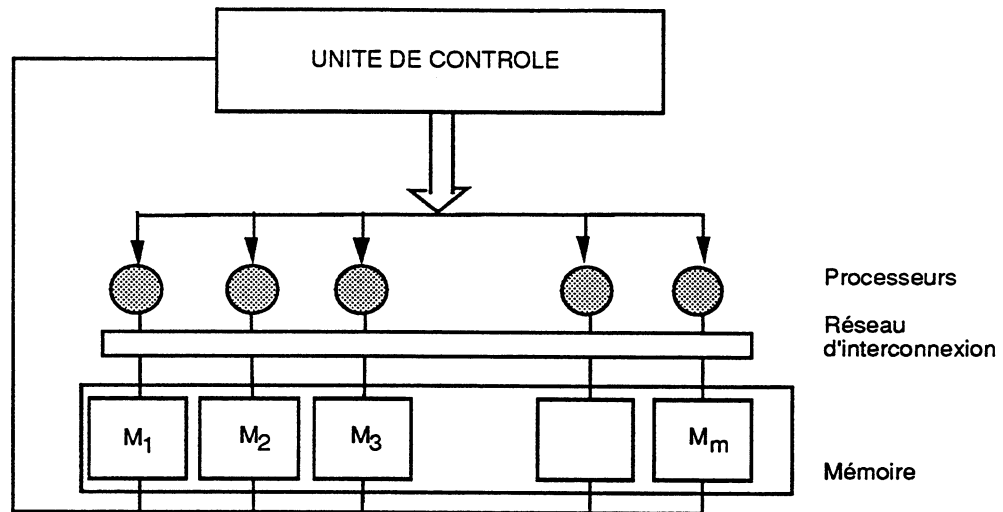 UNITE DE CONTROLE
Processeurs
Réseau
d'interconnexion
M1
M2
M3
Mm
Mémoire